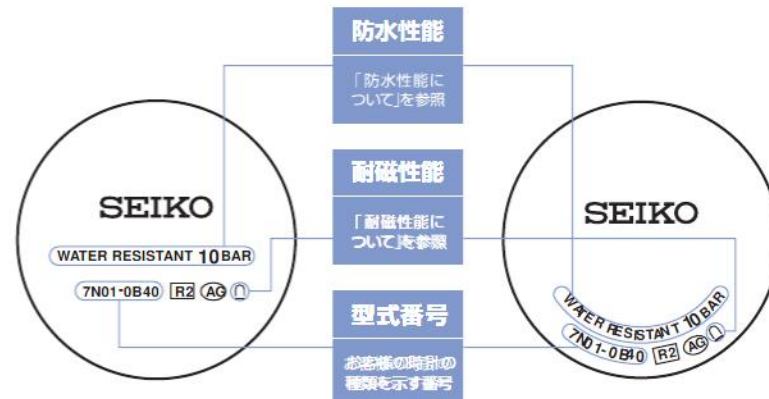 防水性能
「防水性能に
ついて」を参照
耐磁性能
「耐磁性能に
ついて」を参照
型式番号
お客様の時計の
種類を示す番号
SEIKO
WATER RESISTANT 10 BAR
7N01-0B40 R2 AG
SEIKO
WATER RESISTANT 10 BAR
7N01-0B40 R2 AG